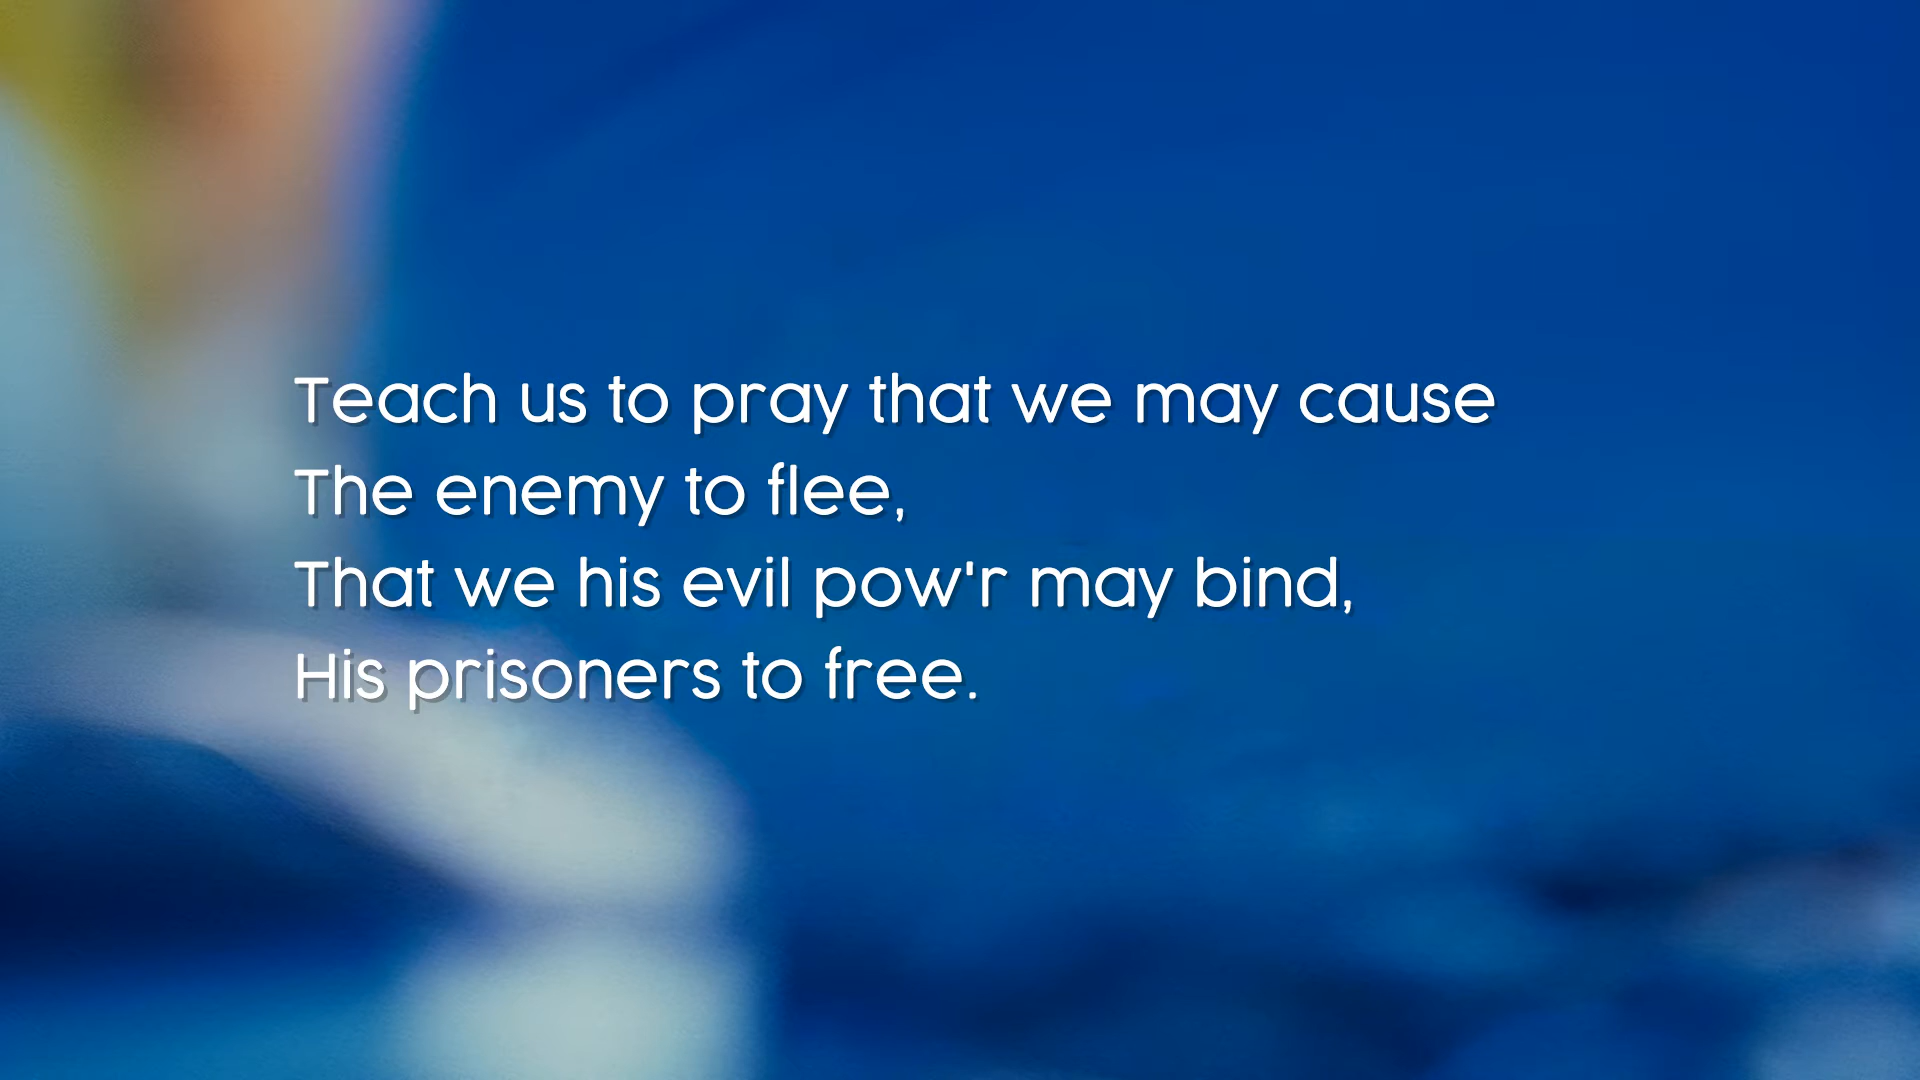 Teach us to pray that we may cause
The enemy to flee,
That we his evil pow'r may bind,
His prisoners to free.